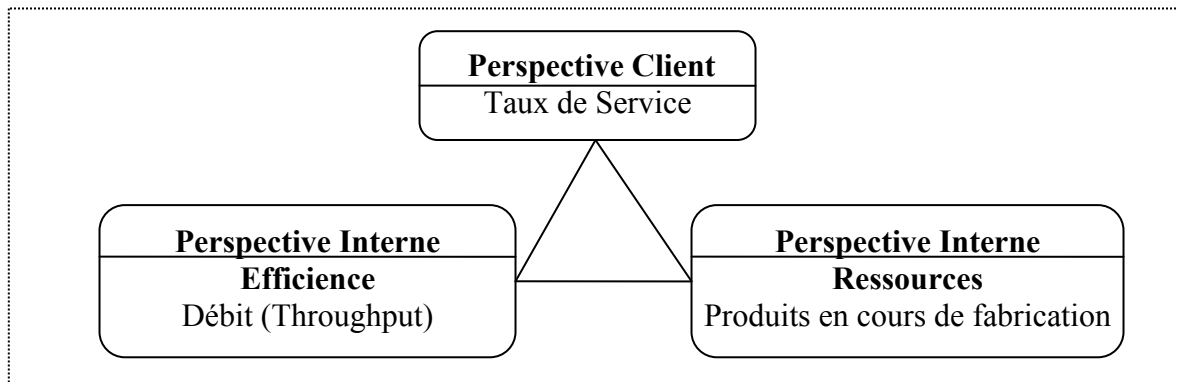 Perspective Client
Taux de Service
Perspective Interne
Efficience
Débit (Throughput)
Perspective Interne
Ressources
Produits en cours de fabrication